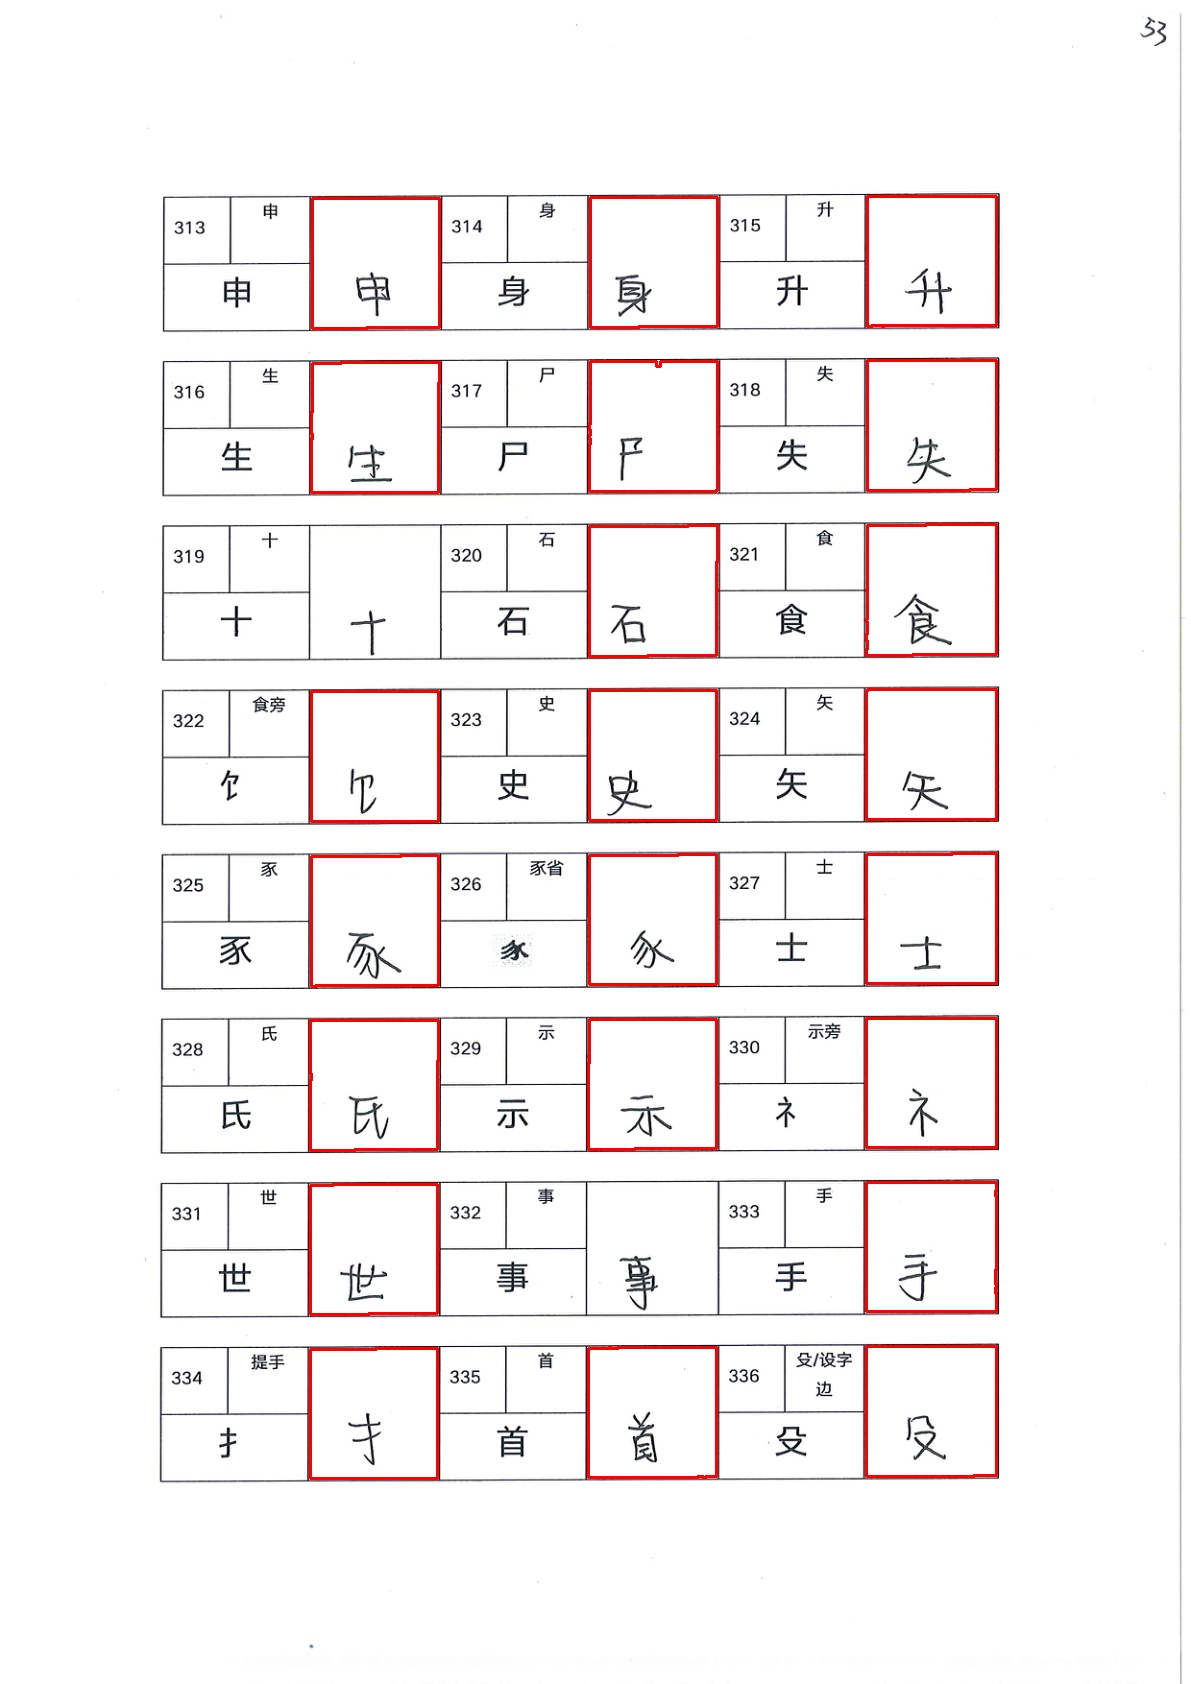 53
313 申 申 申 314 身 身 身 315 升 升 升
316 生 生 生 317 尸 尸 尸 318 失 失 失
319 十 十 十 320 石 石 石 321 食 食 食
322 食旁 饣 饣 323 史 史 史 324 矢 矢 矢
325 豕 豕 豕 326 豕省 327 士 士 士
328 氏 氏 氏 329 示 示 示 330 示旁 礻 礻
331 世 世 世 332 事 事 事 333 手 手 手
334 提手 扌 扌 335 首 首 首 336 殳/设字
边
殳 殳